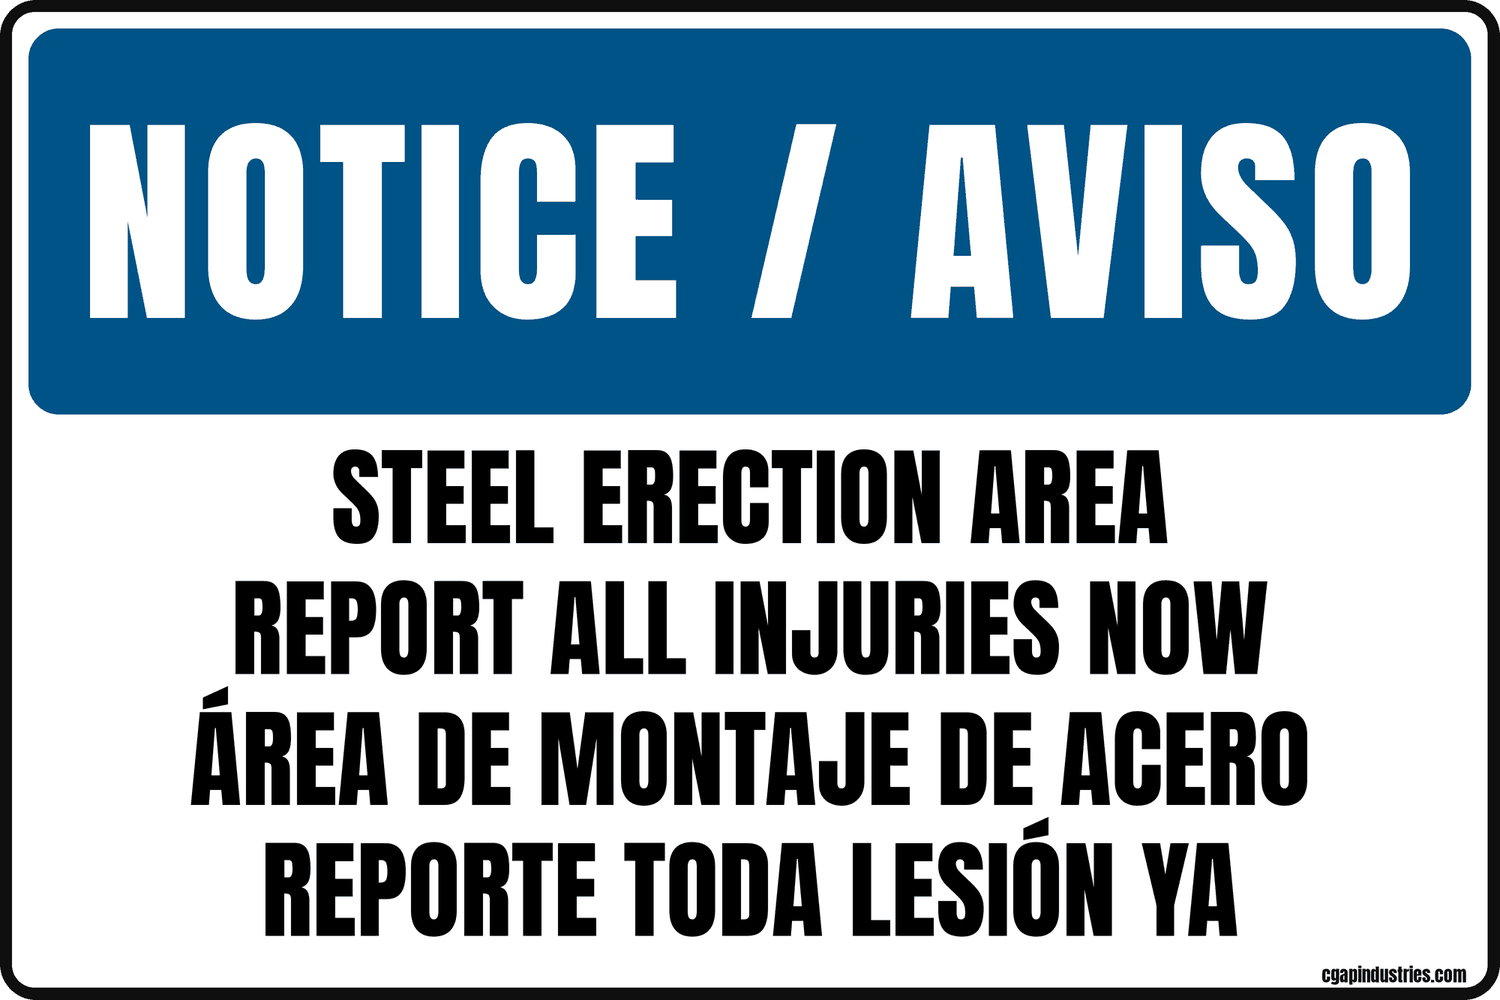 NOTICE / AVISO
STEEL ERECTION AREA
REPORT ALL INJURIES NOW
ÁREA DE MONTAJE DE ACERO
REPORTE TODA LESIÓN YA
cgapindustries.com